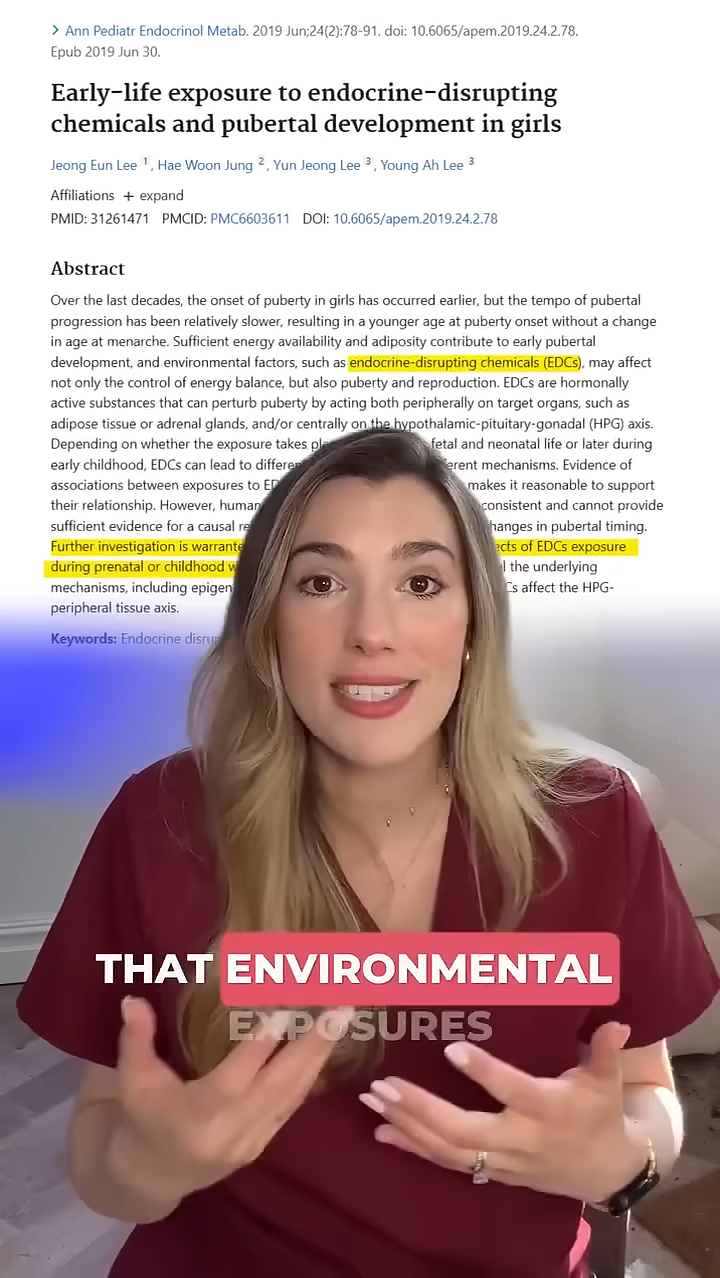 > Ann Pediatr Endocrinol Metab. 2019 Jun;24(2):78-91. doi: 10.6065/apem.2019.24.2.78.
Epub 2019 Jun 30.
Early-life exposure to endocrine-disrupting
chemicals and pubertal development in girls
Jeong Eun Lee 1, Hae Woon Jung 2, Yun Jeong Lee 3, Young Ah Lee 3
Affiliations + expand
PMID: 31261471 PMCID: PMC6603611 DOI: 10.6065/apem.2019.24.2.78
Abstract
Over the last decades, the onset of puberty in girls has occurred earlier, but the tempo of pubertal
progression has been relatively slower, resulting in a younger age at puberty onset without a change
in age at menarche. Sufficient energy availability and adiposity contribute to early pubertal
development, and environmental factors, such as endocrine-disrupting chemicals (EDCs), may affect
not only the control of energy balance, but also puberty and reproduction. EDCs are hormonally
active substances that can perturb puberty by acting both peripherally on target organs, such as
adipose tissue or adrenal glands, and/or centrally on the hypothalamic-pituitary-gonadal (HPG) axis.
Depending on whether the exposure takes fetal and neonatal life or later during
early childhood, EDCs can lead to mechanisms. Evidence of
associations between exposures to makes it reasonable to support
their relationship. However, human consistent and cannot provide
sufficient evidence for a causal in pubertal timing.
Further investigation is of EDCs exposure
during prenatal or childhood the underlying
mechanisms, including affect the HPG-
peripheral tissue axis.
Keywords: Endocrine
THAT ENVIRONMENTAL
EXPOSURES